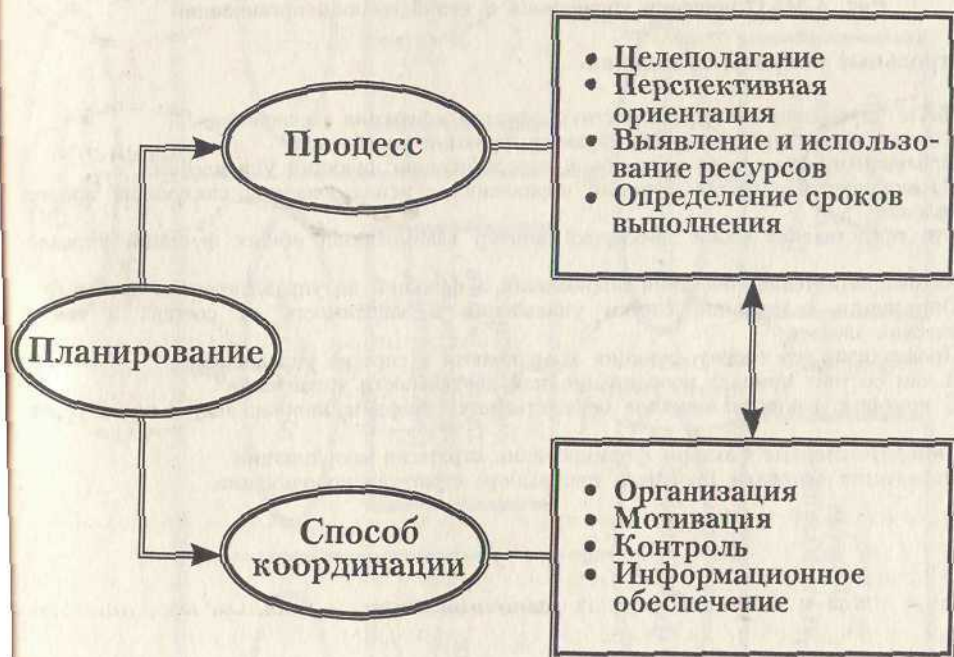 Процесс
• Целеполагание
• Перспективная
ориентация
• Выявление и использо-
вание ресурсов
• Определение сроков
выполнения
Планирование
Способ
координации
• Организация
• Мотивация
• Контроль
• Информационное
обеспечение